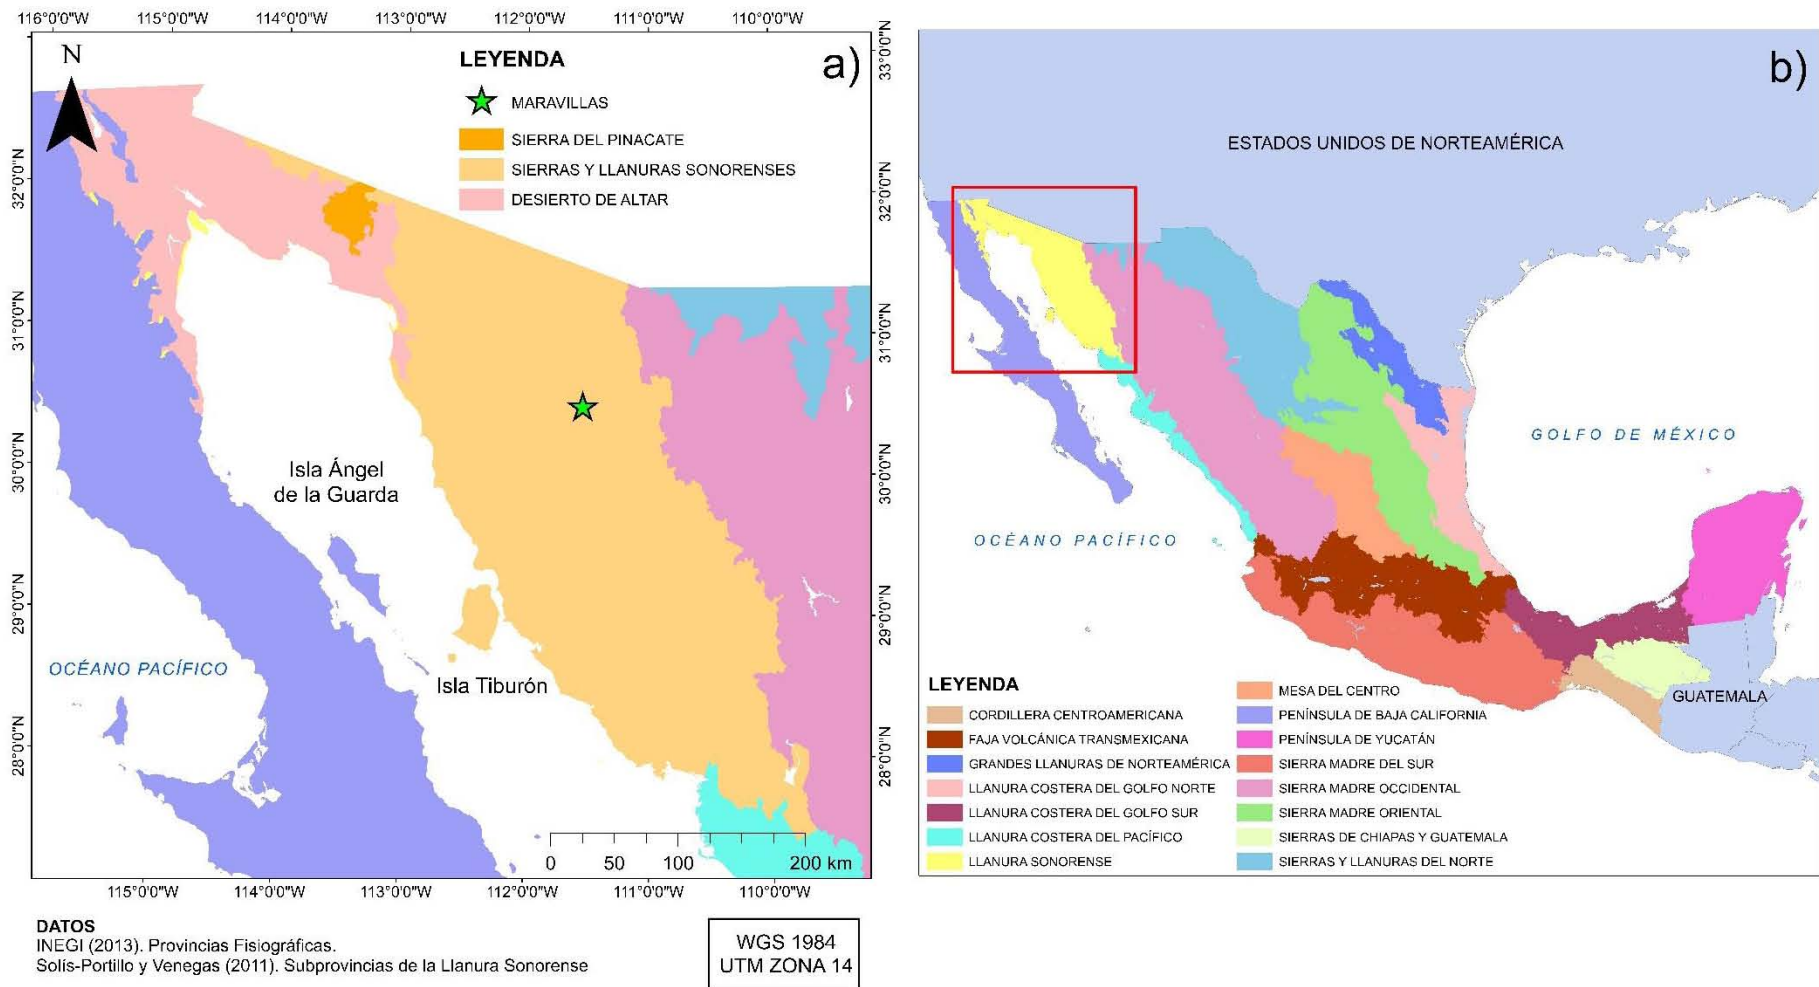 116°0'0"W 115°0'0"W 114°0'0"W 113°0'0"W 112°0'0"W 111°0'0"W 110°0'0"W
N
LEYENDA
MARAVILLAS
SIERRA DEL PINACATE
SIERRAS Y LLANURAS SONORENSES
DESIERTO DE ALTAR
a)
32°0'0"N
31°0'0"N
30°0'0"N
29°0'0"N
28°0'0"N
33°0'0"N
32°0'0"N
31°0'0"N
30°0'0"N
29°0'0"N
28°0'0"N
Isla Ángel
de la Guarda
OCÉANO PACÍFICO
Isla Tiburón
0 50 100 200 km
115°0'0"W 114°0'0"W 113°0'0"W 112°0'0"W 111°0'0"W 110°0'0"W
DATOS
INEGI (2013). Provincias Fisiográficas.
Solís-Portillo y Venegas (2011). Subprovincias de la Llanura Sonorense
WGS 1984
UTM ZONA 14
b)
ESTADOS UNIDOS DE NORTEAMÉRICA
GOLFO DE MÉXICO
OCÉANO PACÍFICO
GUATEMALA
LEYENDA
CORDILLERA CENTROAMERICANA
FAJA VOLCÁNICA TRANSMEXICANA
GRANDES LLANURAS DE NORTEAMÉRICA
LLANURA COSTERA DEL GOLFO NORTE
LLANURA COSTERA DEL GOLFO SUR
LLANURA COSTERA DEL PACÍFICO
LLANURA SONORENSE
MESA DEL CENTRO
PENÍNSULA DE BAJA CALIFORNIA
PENÍNSULA DE YUCATÁN
SIERRA MADRE DEL SUR
SIERRA MADRE OCCIDENTAL
SIERRA MADRE ORIENTAL
SIERRAS DE CHIAPAS Y GUATEMALA
SIERRAS Y LLANURAS DEL NORTE